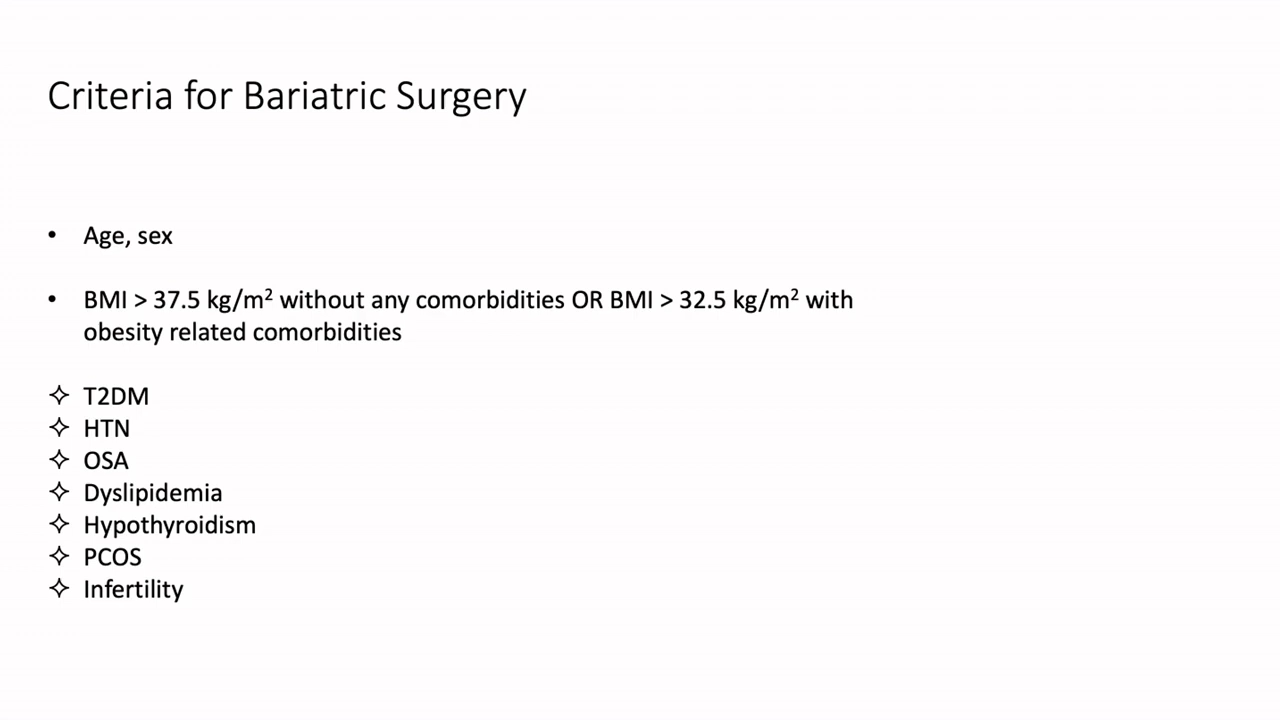 Criteria for Bariatric Surgery
• Age, sex
• BMI > 37.5 kg/m² without any comorbidities OR BMI > 32.5 kg/m² with
obesity related comorbidities
✧ T2DM
✧ HTN
✧ OSA
✧ Dyslipidemia
✧ Hypothyroidism
✧ PCOS
✧ Infertility